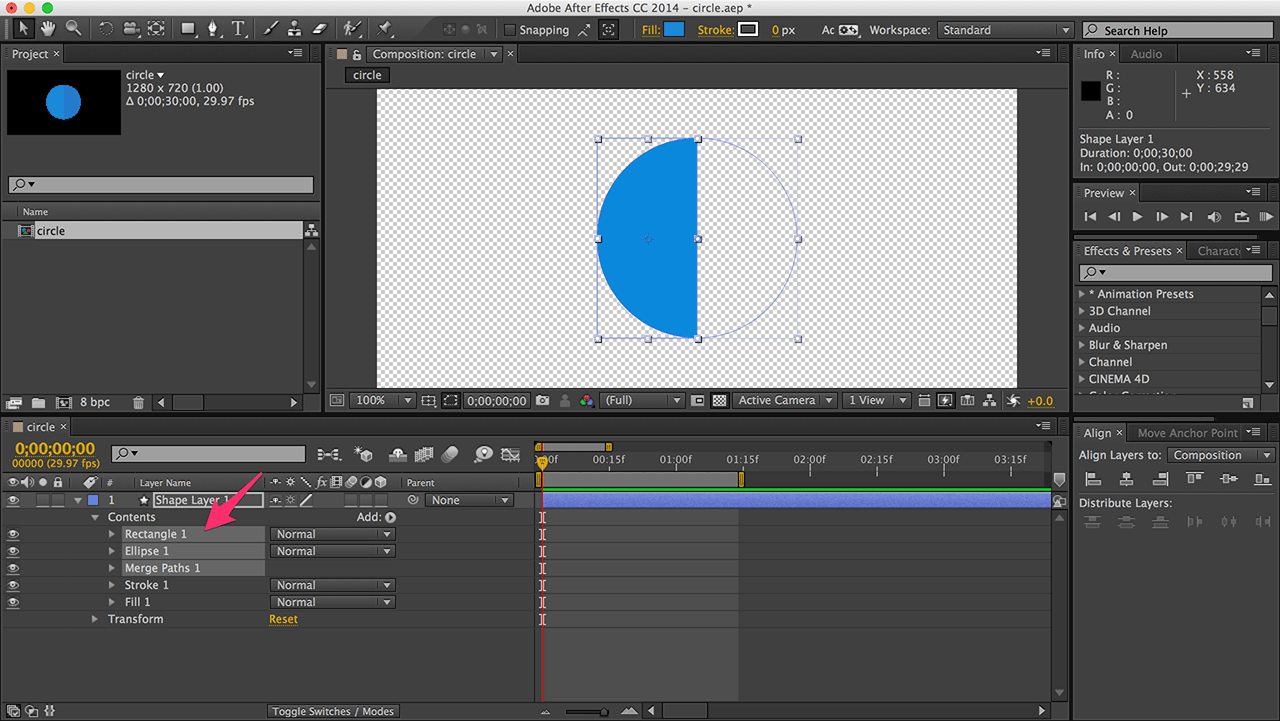 Adobe After Effects CC 2014 – circle.aep *
Snapping
Fill:
Stroke:
0 px
Workspace:
Standard
Search Help
Project ×
circle▼
1280 x 720 (1.00)
Δ 0;00;30;00, 29.97 fps
Name
circle
8 bpc
Composition: circle
circle
100%
0;00;00;00
(Full)
Active Camera
1 View
+0.0
Info ×
Audio
R :
G :
B :
A : 0
X : 558
Y : 634
Shape Layer 1
Duration: 0;00;30;00
In: 0;00;00;00, Out: 0;00;29;29
Preview ×
Effects & Presets ×
Charact
* Animation Presets
3D Channel
Audio
Blur & Sharpen
Channel
CINEMA 4D
circle ×
0;00;00;00
00000 (29.97 fps)
# Layer Name
fx
Parent
00f 00:15f 01:00f 01:15f 02:00f 02:15f 03:00f 03:15f
1 Shape Layer 1
None
Contents
Add:
Rectangle 1 Normal
Ellipse 1 Normal
Merge Paths 1
Stroke 1 Normal
Fill 1 Normal
Transform Reset
Toggle Switches / Modes
Align ×
Move Anchor Point
Align Layers to:
Composition
Distribute Layers: